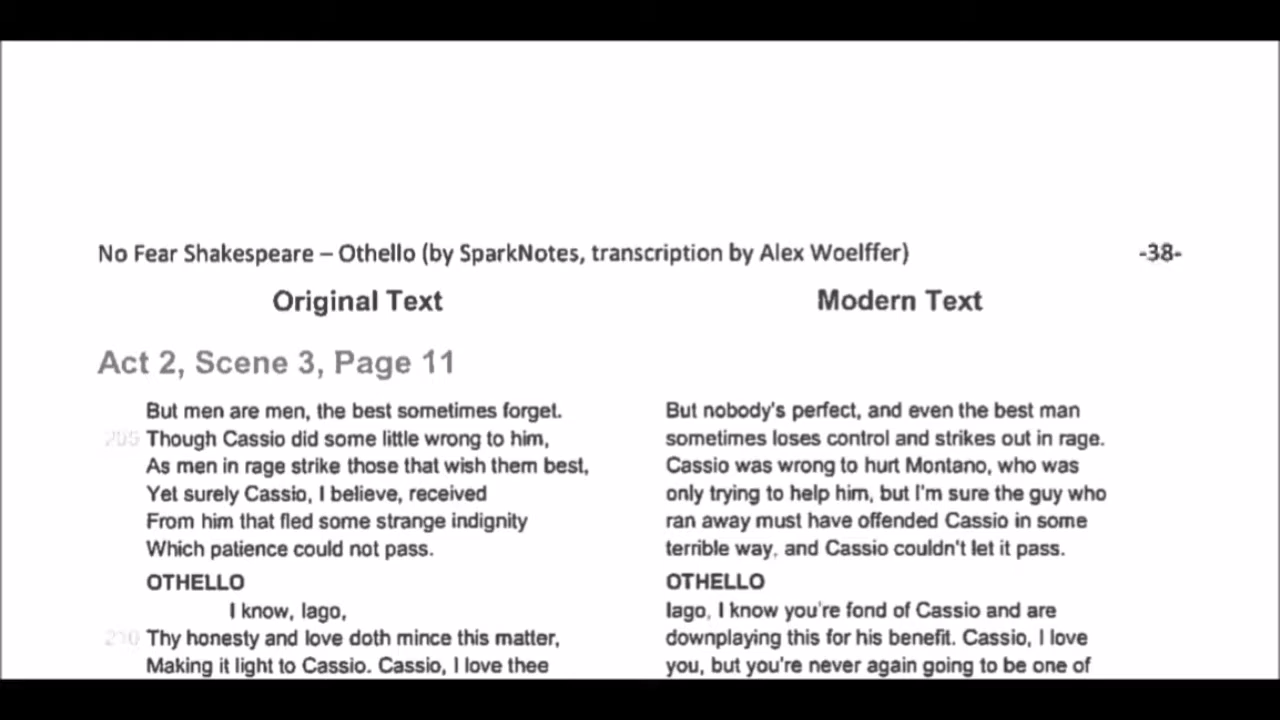 No Fear Shakespeare – Othello (by SparkNotes, transcription by Alex Woelffer) -38-
Original Text
Modern Text
Act 2, Scene 3, Page 11
But men are men, the best sometimes forget.
205 Though Cassio did some little wrong to him,
As men in rage strike those that wish them best,
Yet surely Cassio, I believe, received
From him that fled some strange indignity
Which patience could not pass.
OTHELLO
I know, Iago,
210 Thy honesty and love doth mince this matter,
Making it light to Cassio. Cassio, I love thee
But nobody's perfect, and even the best man
sometimes loses control and strikes out in rage.
Cassio was wrong to hurt Montano, who was
only trying to help him, but I'm sure the guy who
ran away must have offended Cassio in some
terrible way, and Cassio couldn't let it pass.
OTHELLO
Iago, I know you're fond of Cassio and are
downplaying this for his benefit. Cassio, I love
you, but you're never again going to be one of